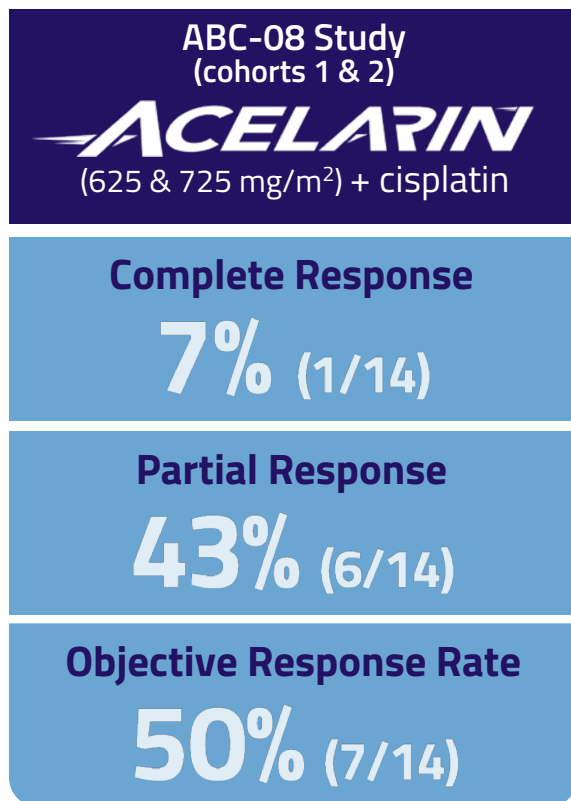 ABC-08 Study
(cohorts 1 & 2)
ACELARIN
(625 & 725 mg/m²) + cisplatin
Complete Response
7% (1/14)
Partial Response
43% (6/14)
Objective Response Rate
50% (7/14)